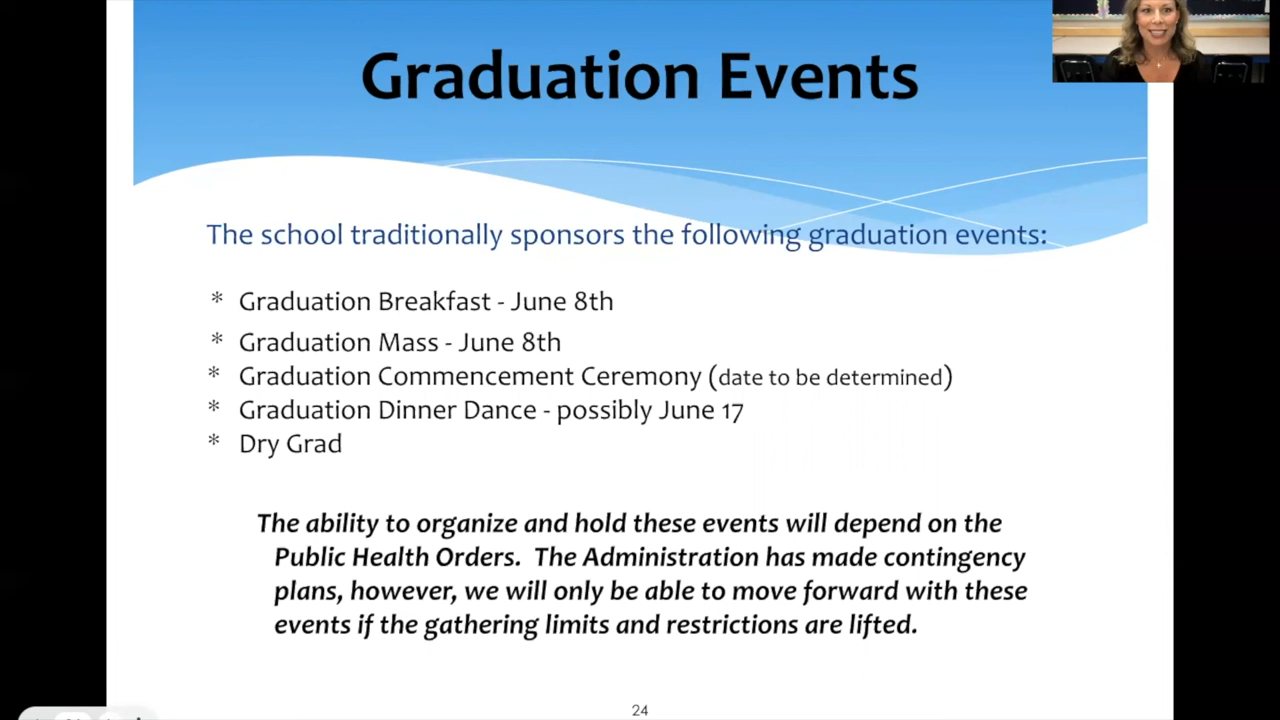 Graduation Events
The school traditionally sponsors the following graduation events:
* Graduation Breakfast - June 8th
* Graduation Mass - June 8th
* Graduation Commencement Ceremony (date to be determined)
* Graduation Dinner Dance - possibly June 17
* Dry Grad
The ability to organize and hold these events will depend on the
Public Health Orders.  The Administration has made contingency
plans, however, we will only be able to move forward with these
events if the gathering limits and restrictions are lifted.
24